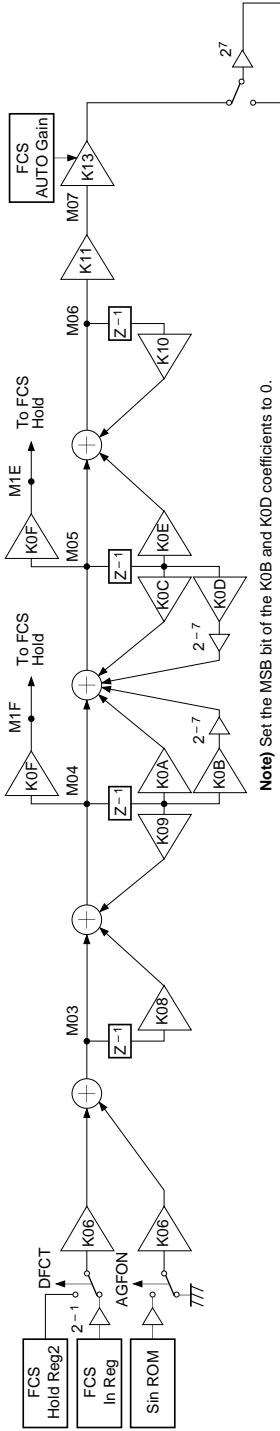 FCS
Hold Reg2
FCS
In Reg
Sin ROM
2⁻¹
DFCT
AGFON
K06
K06
M03
Z⁻¹
K08
K09
Z⁻¹
M04
K0F
M1F
To FCS
Hold
K0A
K0B
2⁻⁷
2⁻⁷
K0C
K0D
Z⁻¹
M05
K0F
M1E
To FCS
Hold
K0E
K10
Z⁻¹
M06
K11
M07
FCS
AUTO Gain
K13
2⁷
Note) Set the MSB bit of the K0B and K0D coefficients to 0.